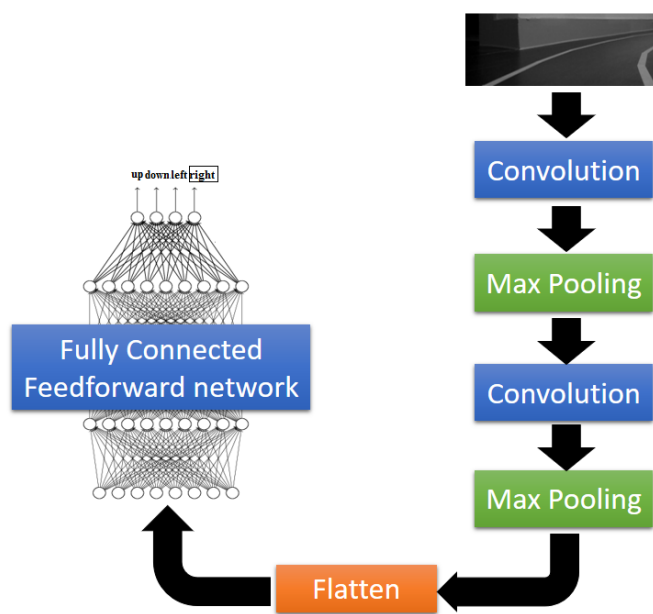 Convolution
Max Pooling
Convolution
Max Pooling
Flatten
Fully Connected
Feedforward network
up down left right